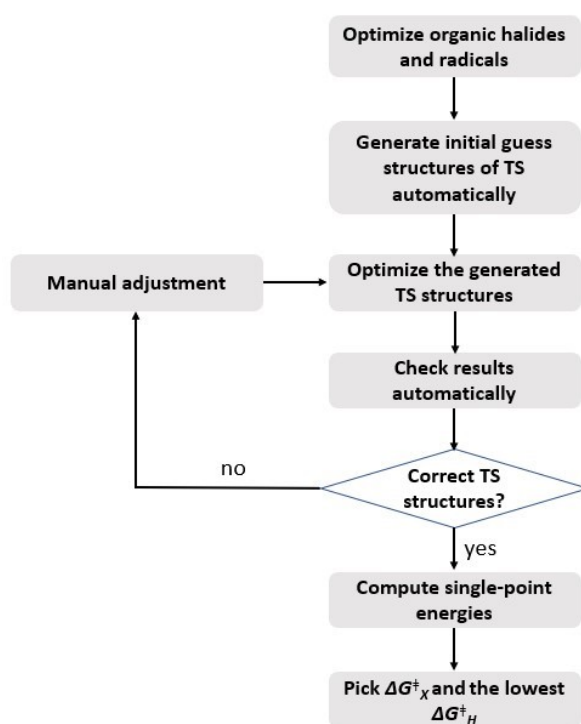 Optimize organic halides
and radicals
Generate initial guess
structures of TS
automatically
Manual adjustment
Optimize the generated
TS structures
Check results
automatically
no
Correct TS
structures?
yes
Compute single-point
energies
Pick ΔG‡X and the lowest
ΔG‡H